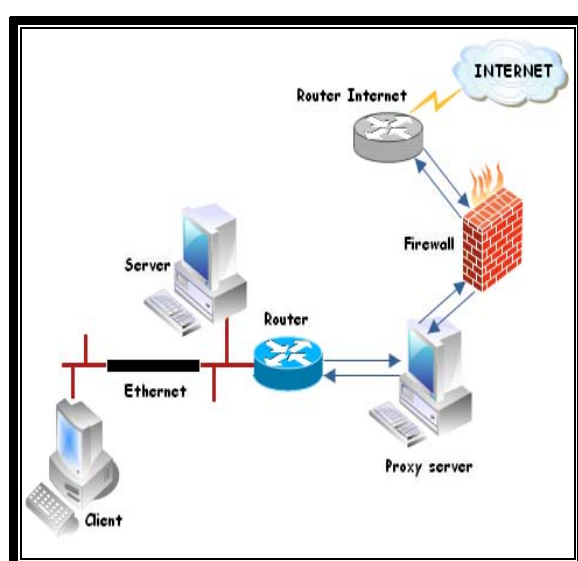 INTERNET
Router Internet
Firewall
Server
Router
Ethernet
Proxy server
Client